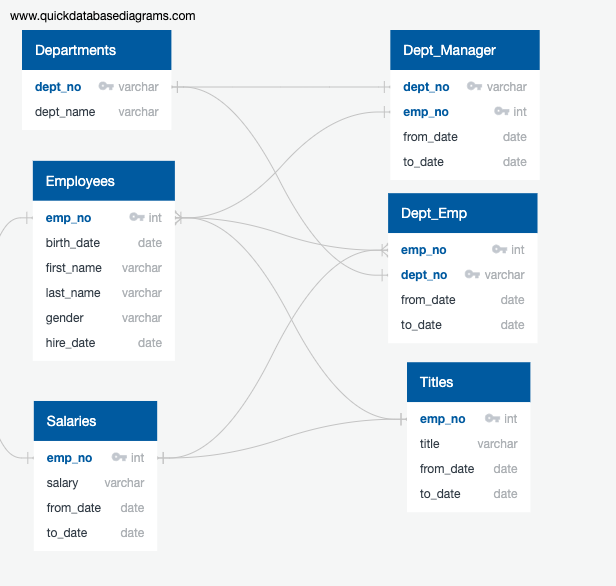 www.quickdatabasediagrams.com
Departments
dept_no varchar
dept_name varchar
Employees
emp_no int
birth_date date
first_name varchar
last_name varchar
gender varchar
hire_date date
Salaries
emp_no int
salary varchar
from_date date
to_date date
Dept_Manager
dept_no varchar
emp_no int
from_date date
to_date date
Dept_Emp
emp_no int
dept_no varchar
from_date date
to_date date
Titles
emp_no int
title varchar
from_date date
to_date date